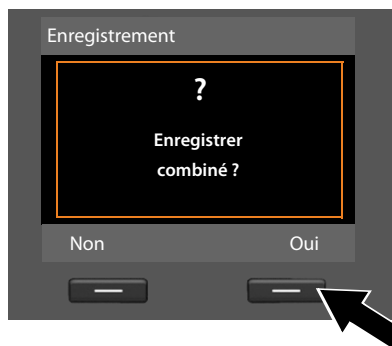 Enregistrement
?
Enregistrer
combiné ?
Non Oui